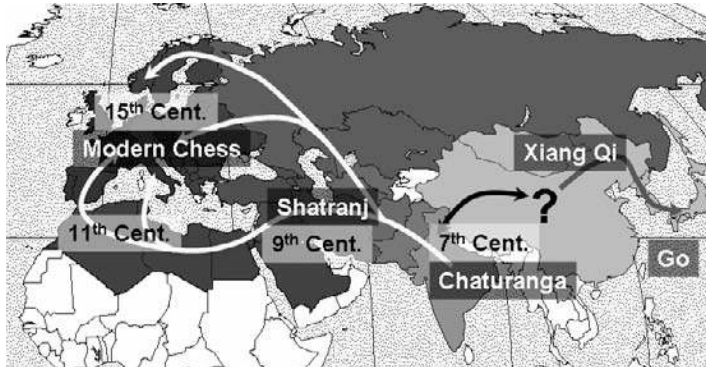 15th Cent.
Modern Chess
Xiang Qi
?
Shatranj
11th Cent.
9th Cent.
7th Cent.
Go
Chaturanga